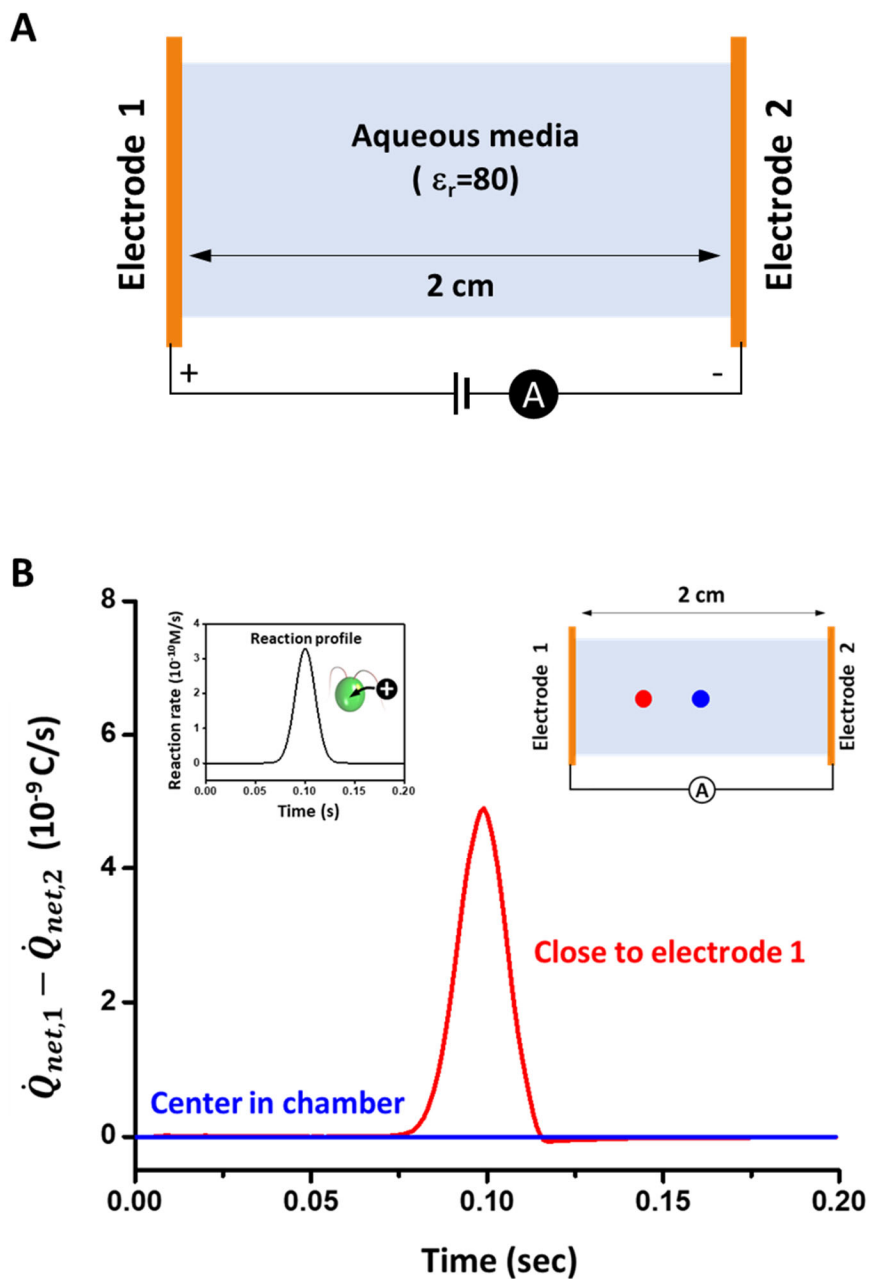 A
Electrode 1
Aqueous media
( εr=80)
2 cm
Electrode 2
+
-
A
B
8
6
4
2
0
Q̇net,1 − Q̇net,2 (10-9 C/s)
0.00
0.05
0.10
0.15
0.20
Time (sec)
Reaction profile
Reaction rate (10-10M/s)
4
3
2
1
0
0.00
0.05
0.10
0.15
0.20
Time (s)
+
2 cm
Electrode 1
Electrode 2
A
Close to electrode 1
Center in chamber